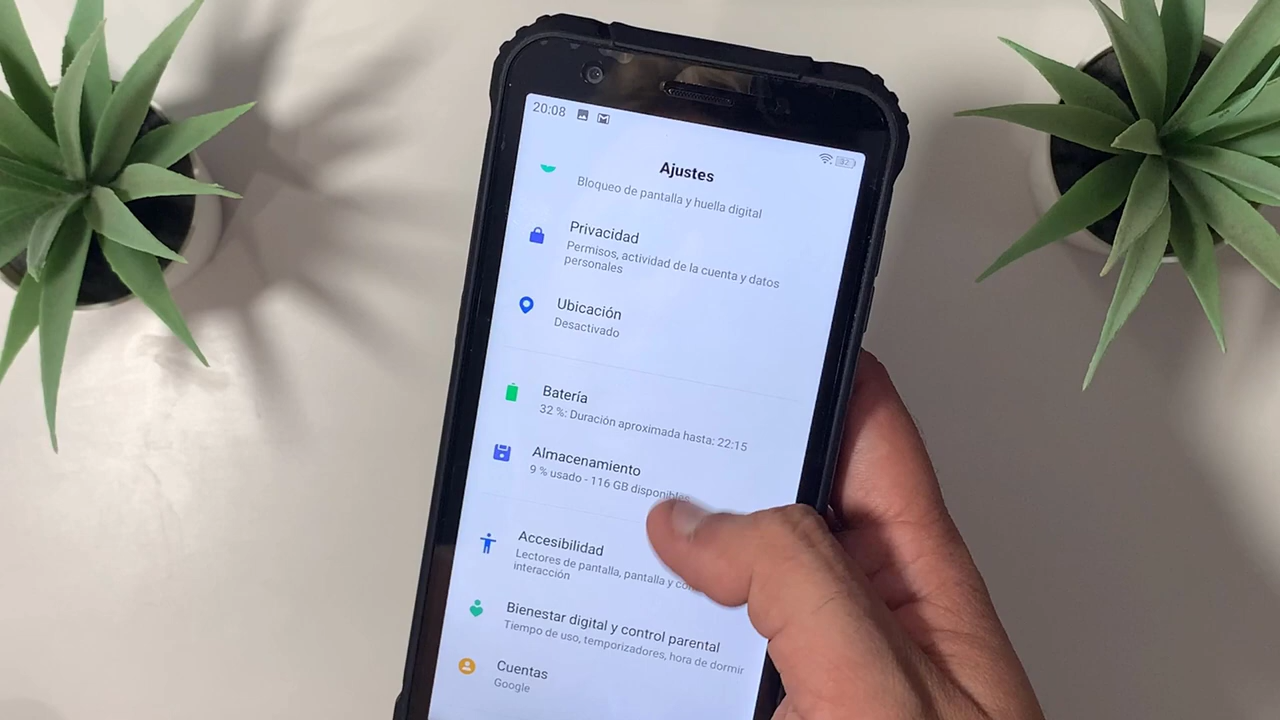 20:08
32
Ajustes
Bloqueo de pantalla y huella digital
Privacidad
Permisos, actividad de la cuenta y datos
personales
Ubicación
Desactivado
Batería
32 %: Duración aproximada hasta: 22:15
Almacenamiento
9 % usado - 116 GB disponibles
Accesibilidad
Lectores de pantalla, pantalla y
interacción
Bienestar digital y control parental
Tiempo de uso, temporizadores, hora de dormir
Cuentas
Google